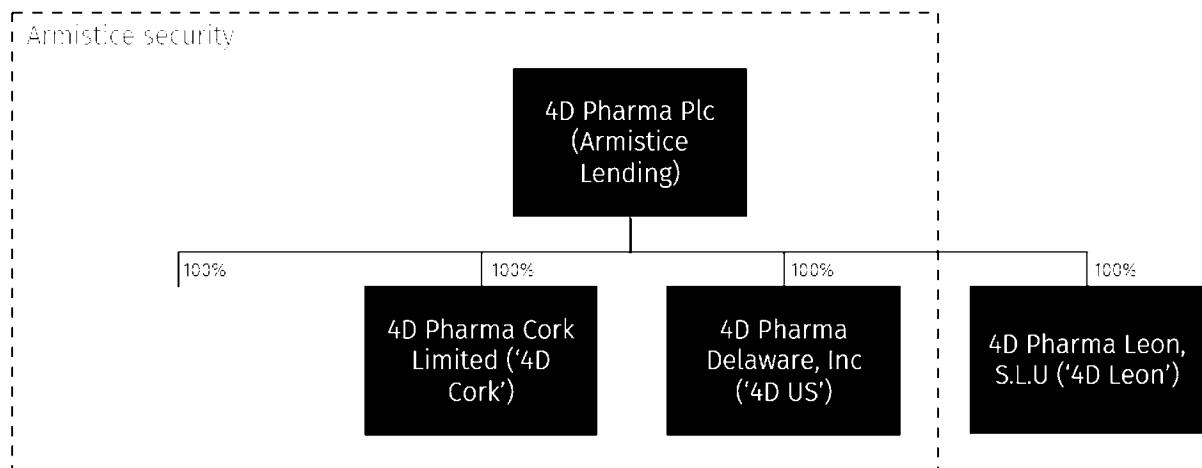 Armistice security
4D Pharma Plc
(Armistice
Lending)
100%
100%
100%
100%
4D Pharma Cork
Limited (‘4D
Cork’)
4D Pharma
Delaware, Inc
(‘4D US’)
4D Pharma Leon,
S.L.U (‘4D Leon’)